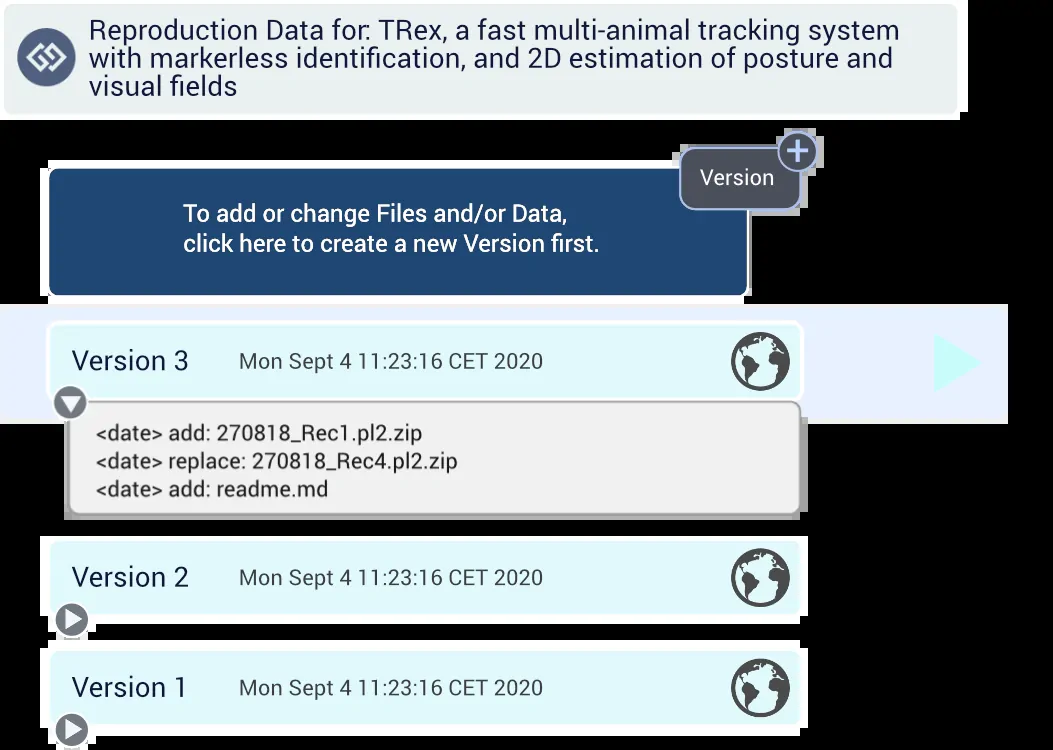 Reproduction Data for: TRex, a fast multi-animal tracking system
with markerless identification, and 2D estimation of posture and
visual fields
Version
To add or change Files and/or Data,
click here to create a new Version first.
Version 3 Mon Sept 4 11:23:16 CET 2020
<date> add: 270818_Rec1.pl2.zip
<date> replace: 270818_Rec4.pl2.zip
<date> add: readme.md
Version 2 Mon Sept 4 11:23:16 CET 2020
Version 1 Mon Sept 4 11:23:16 CET 2020